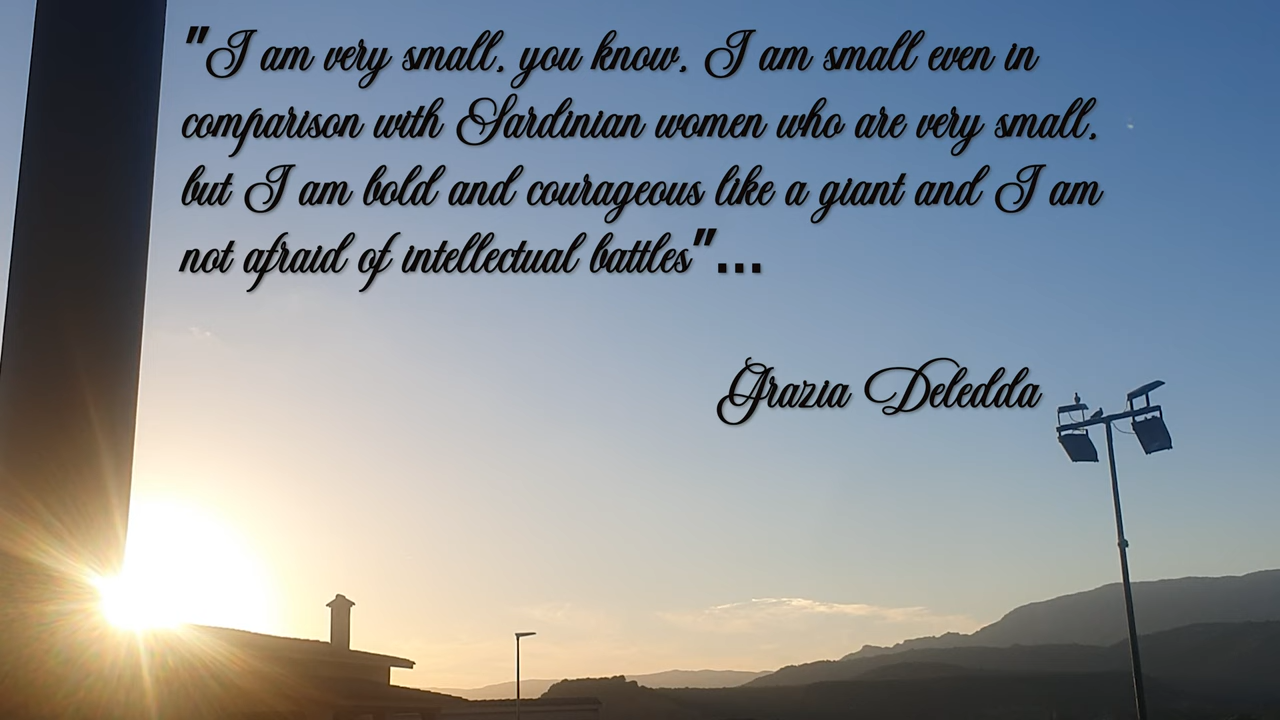 "I am very small, you know, I am small even in
comparison with Sardinian women who are very small,
but I am bold and courageous like a giant and I am
not afraid of intellectual battles"...
Grazia Deledda